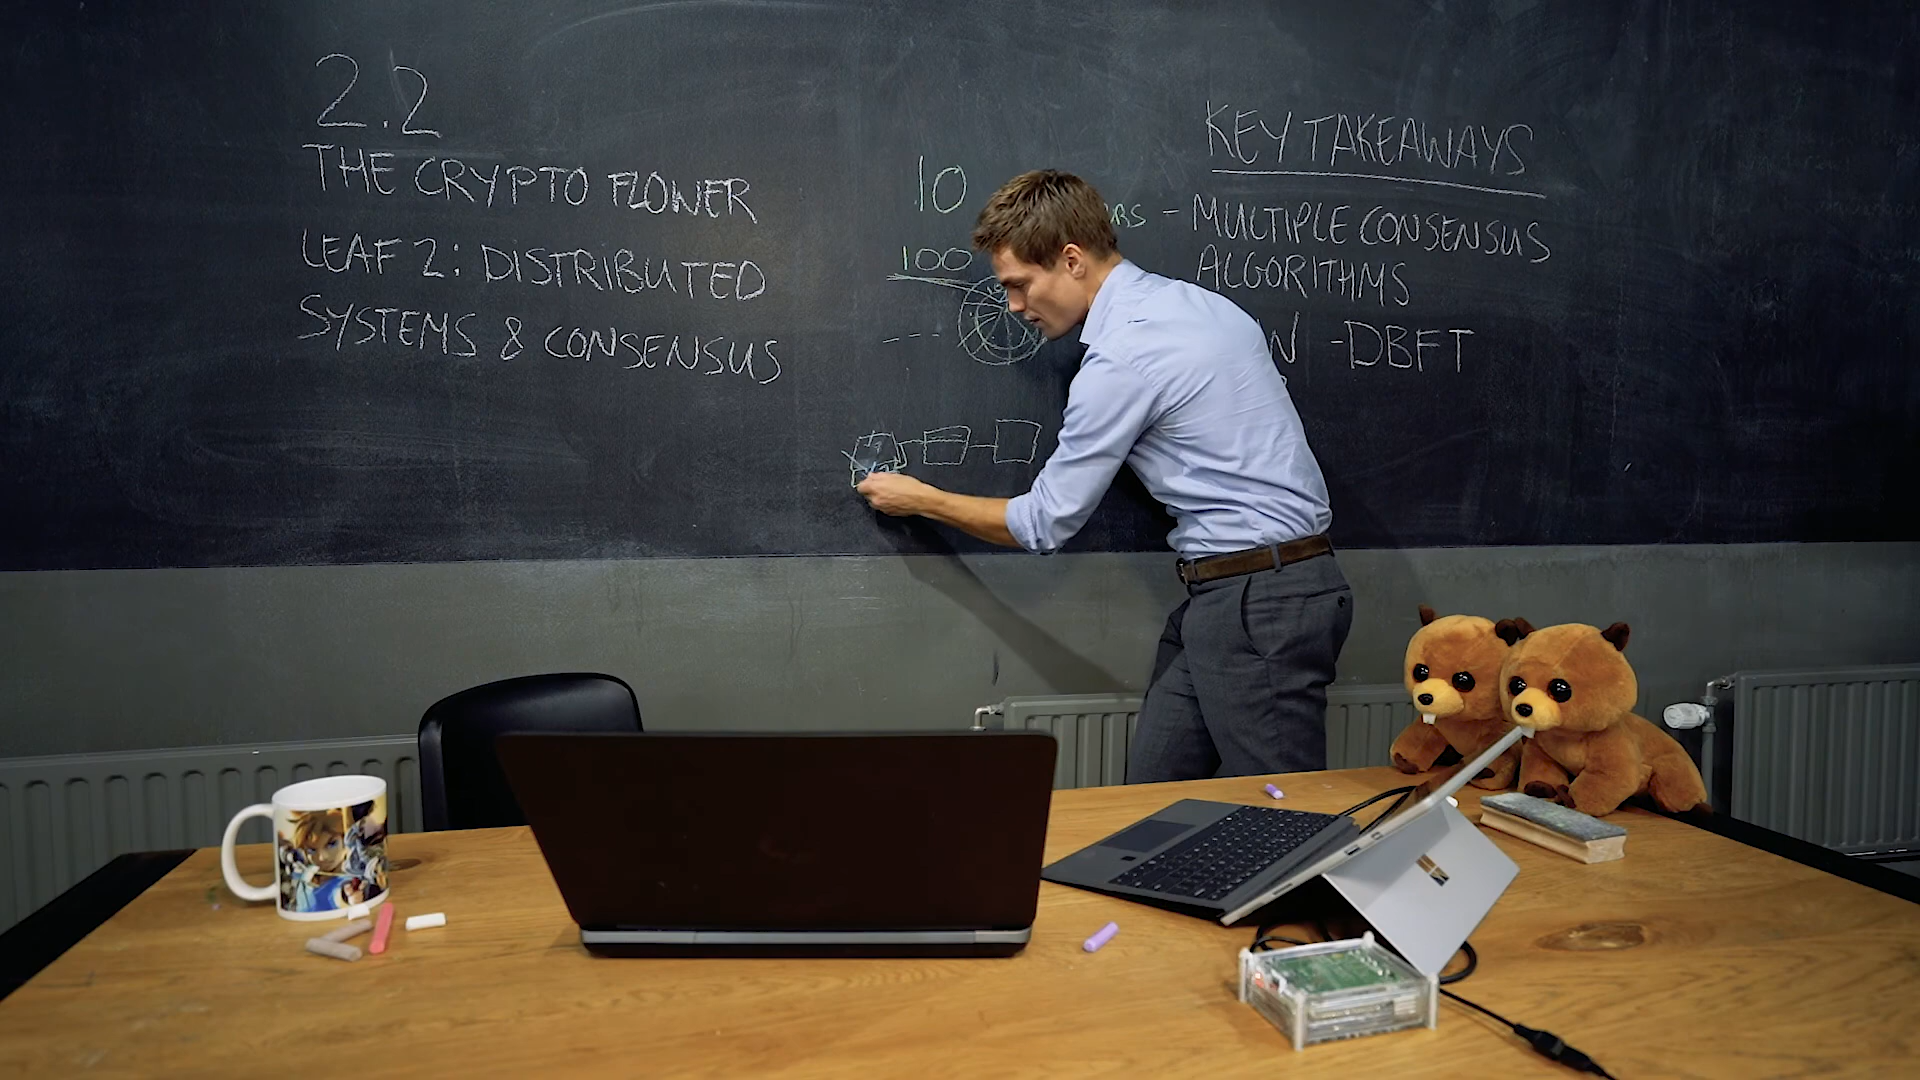 2.2
THE CRYPTO FLOWER
LEAF 2: DISTRIBUTED
SYSTEMS & CONSENSUS
10
100
KEY TAKEAWAYS
- MULTIPLE CONSENSUS
ALGORITHMS
-DBFT